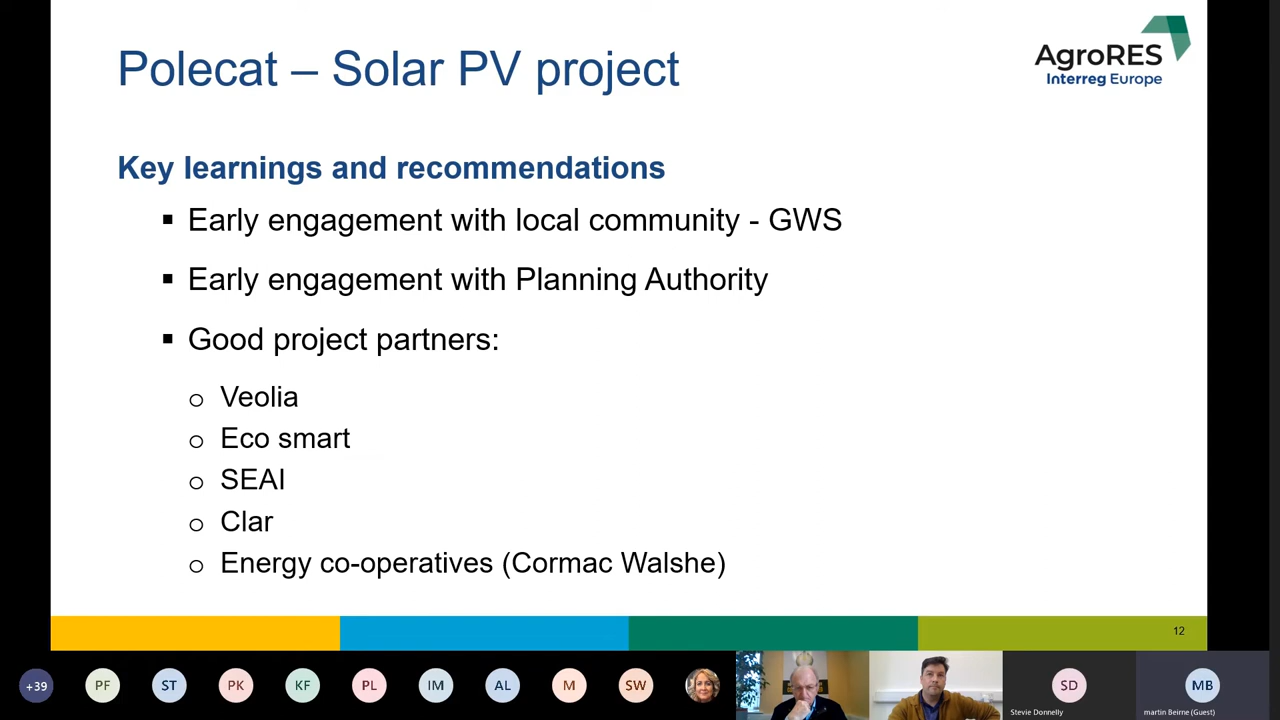 Polecat – Solar PV project
AgroRES
Interreg Europe
Key learnings and recommendations
▪ Early engagement with local community - GWS
▪ Early engagement with Planning Authority
▪ Good project partners:
o Veolia
o Eco smart
o SEAI
o Clar
o Energy co-operatives (Cormac Walshe)
12
+39 PF ST PK KF PL IM AL M SW SD MB
Stevie Donnelly martin Beirne (Guest)